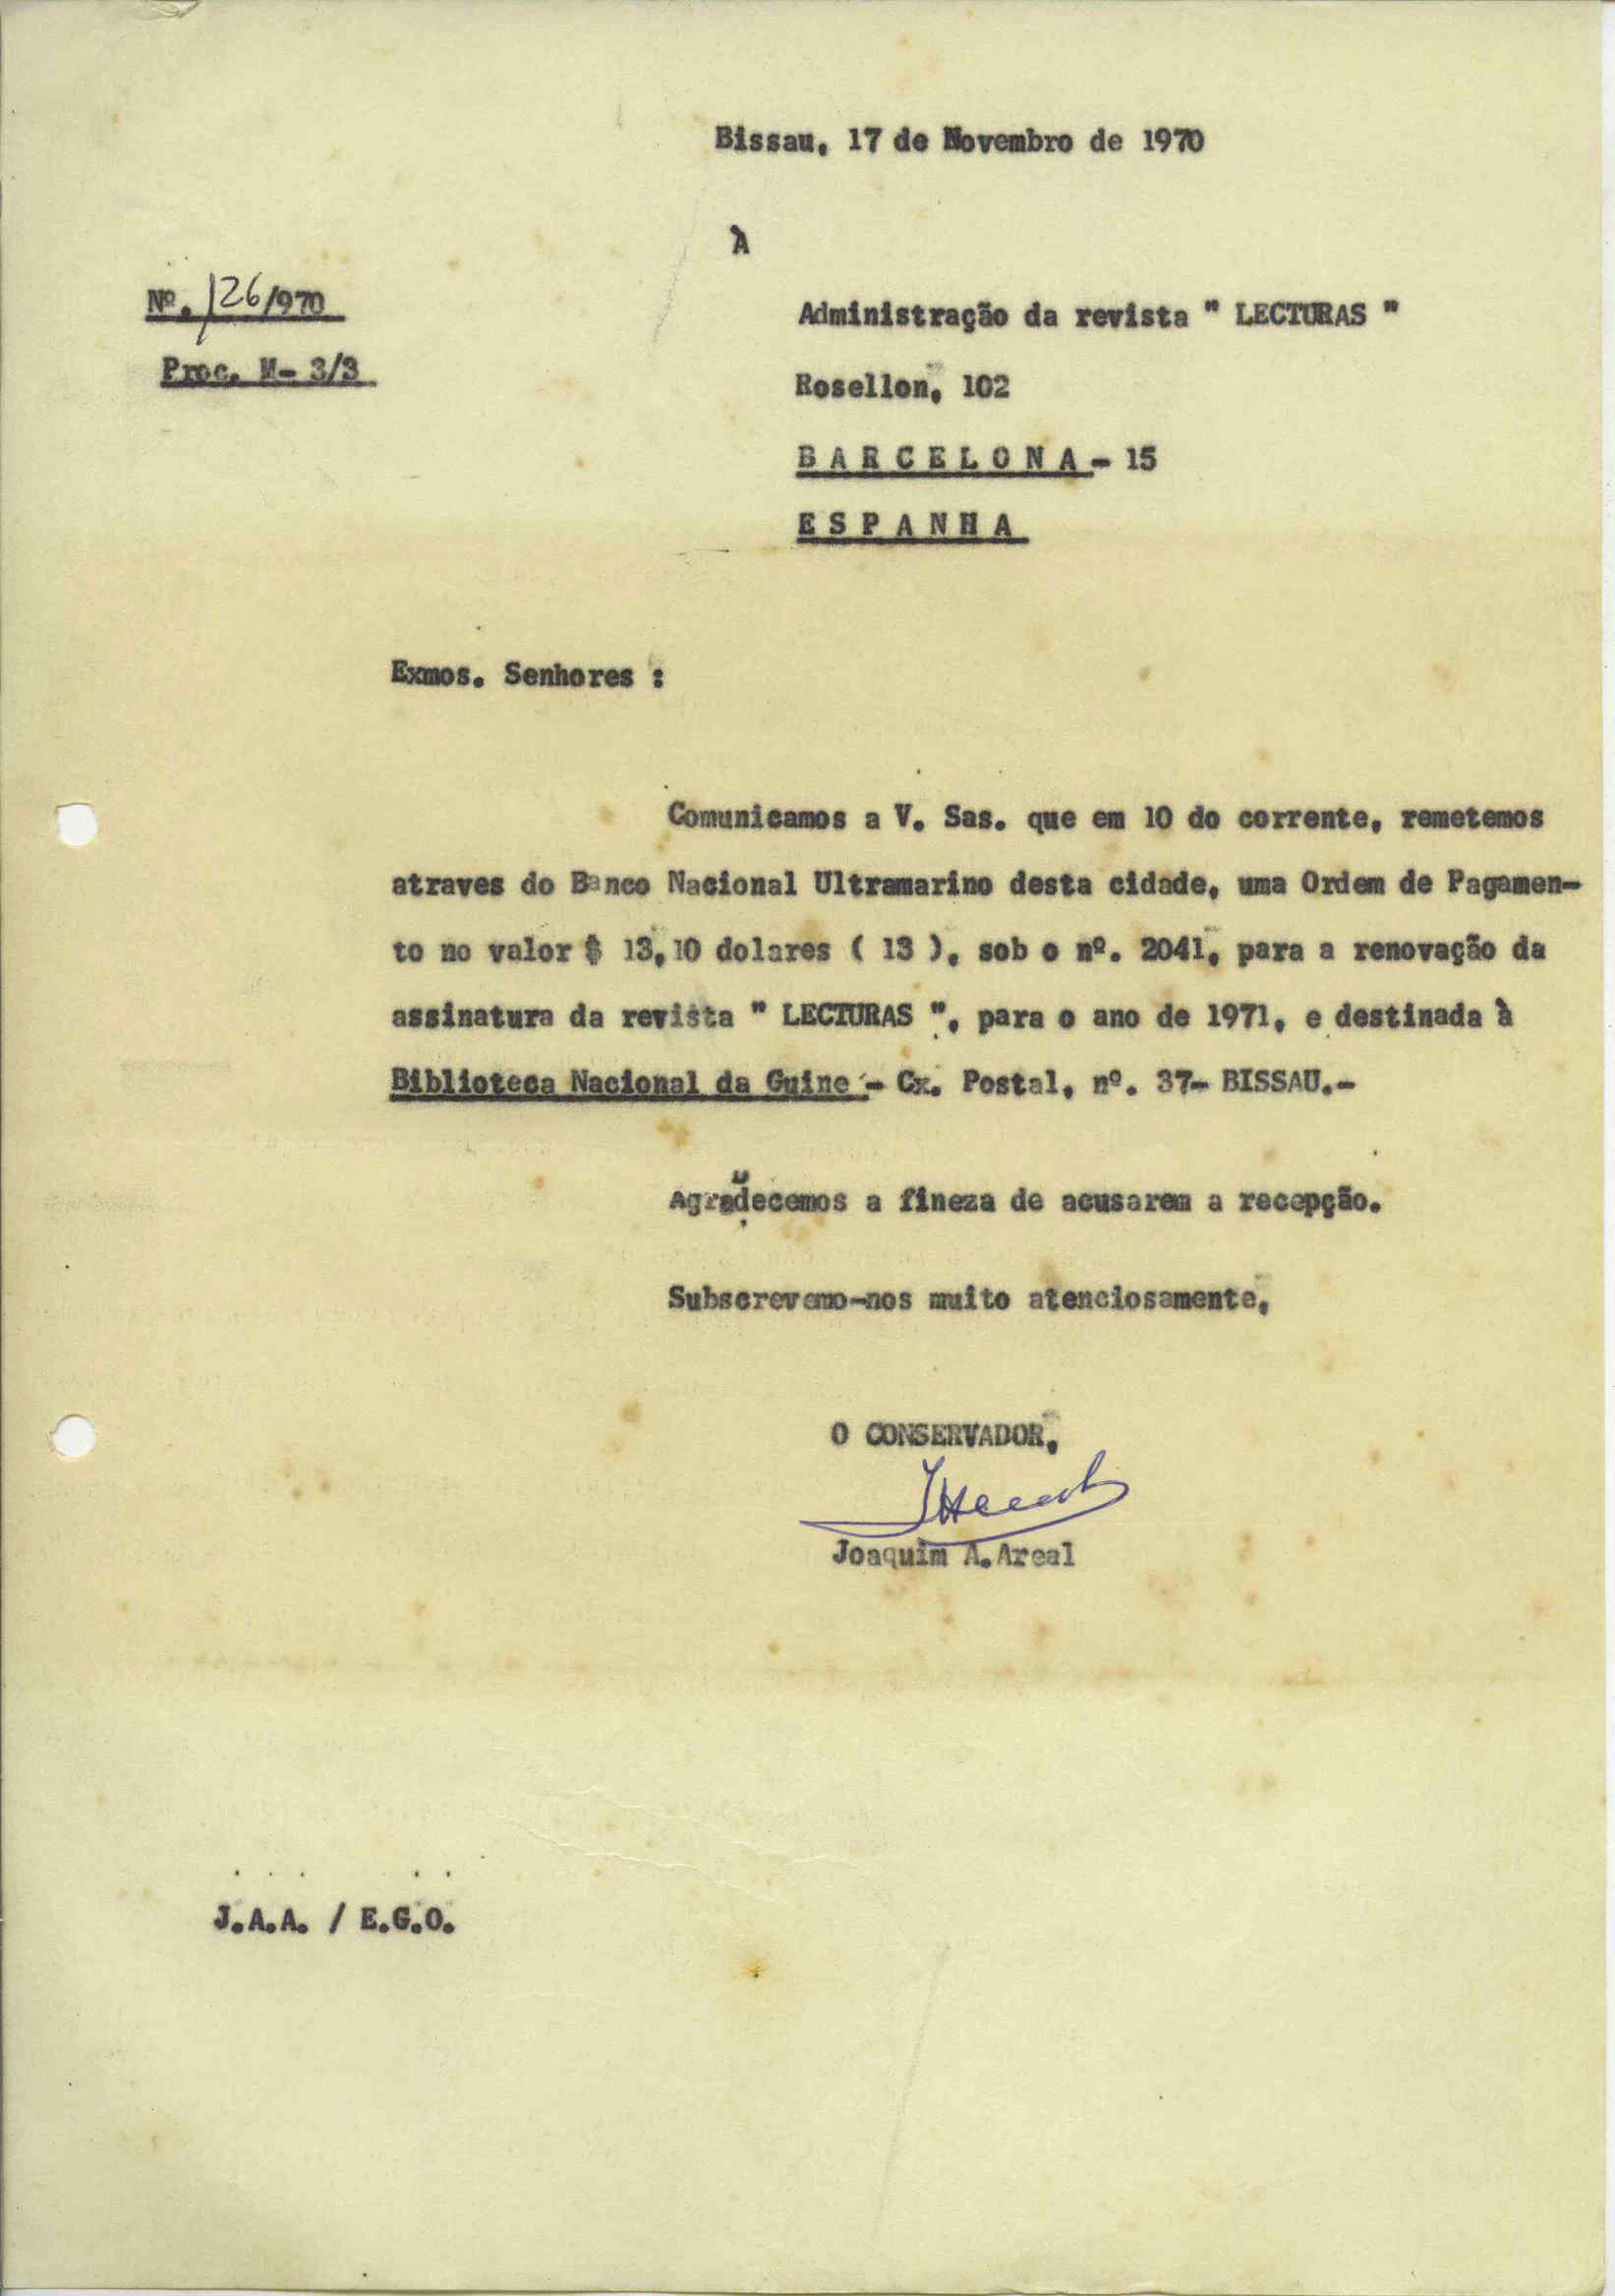 Bissau, 17 de Novembro de 1970
À
Nº. 126/970
Proc. M- 3/3
Administração da revista " LECTURAS "
Rosellon, 102
B A R C E L O N A - 15
E S P A N H A
Exmos. Senhores :
Comunicamos a V. Sas. que em 10 do corrente, remetemos
atraves do Banco Nacional Ultramarino desta cidade, uma Ordem de Pagamen-
to no valor $ 13,10 dolares ( 13 ), sob o nº. 2041, para a renovação da
assinatura da revista " LECTURAS ", para o ano de 1971, e destinada à
Biblioteca Nacional da Guine - Cx. Postal, nº. 37- BISSAU.-
Agradecemos a fineza de acusarem a recepção.
Subscrevemo-nos muito atenciosamente,
O CONSERVADOR,
Joaquim A. Areal
J.A.A. / E.G.O.